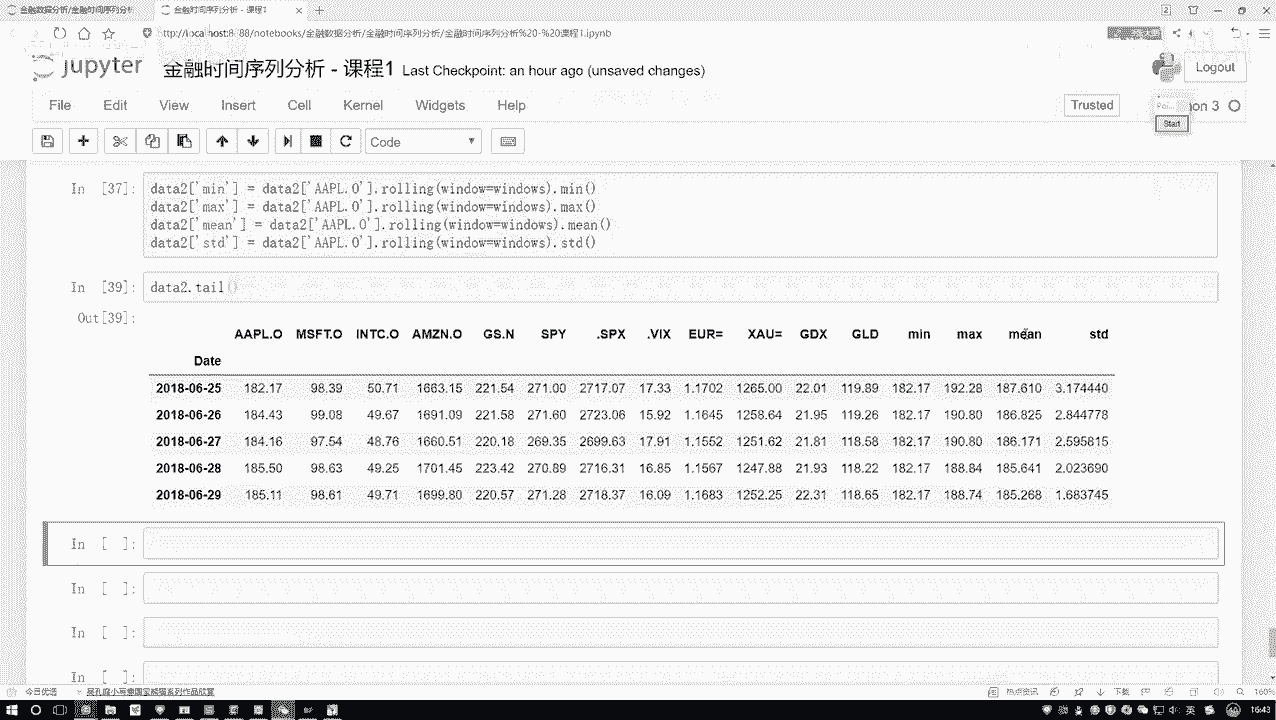 金融数据分析/金融时间序列分析
金融时间序列分析 - 课程1
localhost:8888/notebooks/金融数据分析/金融时间序列分析/金融时间序列分析%20-%20课程1.ipynb
jupyter 金融时间序列分析 - 课程1 Last Checkpoint: an hour ago (unsaved changes)
Logout
File Edit View Insert Cell Kernel Widgets Help
Trusted
on 3
Start
Code
In [37]:
data2['min'] = data2['AAPL.O'].rolling(window=windows).min()
data2['max'] = data2['AAPL.O'].rolling(window=windows).max()
data2['mean'] = data2['AAPL.O'].rolling(window=windows).mean()
data2['std'] = data2['AAPL.O'].rolling(window=windows).std()
In [39]: data2.tail()
Out[39]:
AAPL.O MSFT.O INTC.O AMZN.O GS.N SPY .SPX .VIX EUR= XAU= GDX GLD min max mean std
Date
2018-06-25 182.17 98.39 50.71 1663.15 221.54 271.00 2717.07 17.33 1.1702 1265.00 22.01 119.89 182.17 192.28 187.610 3.174440
2018-06-26 184.43 99.08 49.67 1691.09 221.58 271.60 2723.06 15.92 1.1645 1258.64 21.95 119.26 182.17 190.80 186.825 2.844778
2018-06-27 184.16 97.54 48.76 1660.51 220.18 269.35 2699.63 17.91 1.1552 1251.62 21.81 118.58 182.17 190.80 186.171 2.595815
2018-06-28 185.50 98.63 49.25 1701.45 223.42 270.89 2716.31 16.85 1.1567 1247.88 21.93 118.22 182.17 188.84 185.641 2.023690
2018-06-29 185.11 98.61 49.71 1699.80 220.57 271.28 2718.37 16.09 1.1683 1252.25 22.31 118.65 182.17 188.74 185.268 1.683745
In [ ]:
In [ ]:
In [ ]:
In [ ]:
今日优选
热点资讯
下载
160%
英
16:43